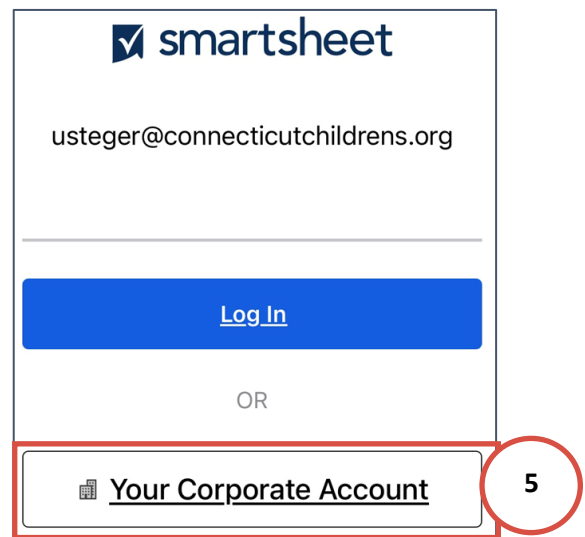 smartsheet
usteger@connecticutchildrens.org
Log In
OR
Your Corporate Account
5